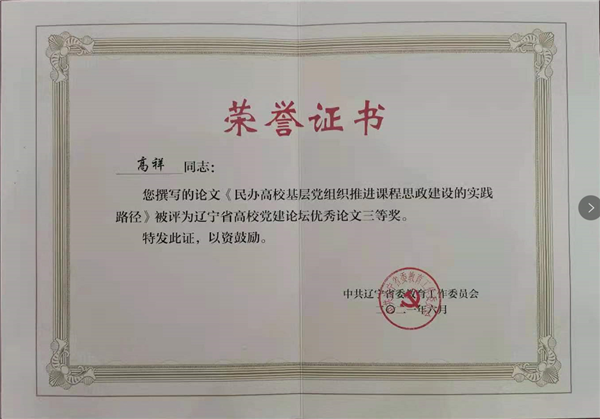 荣誉证书
高祥 同志：
您撰写的论文《民办高校基层党组织推进课程思政建设的实践
路径》被评为辽宁省高校党建论坛优秀论文三等奖。
特发此证，以资鼓励。
中共辽宁省委教育工作委员会
二〇二一年六月